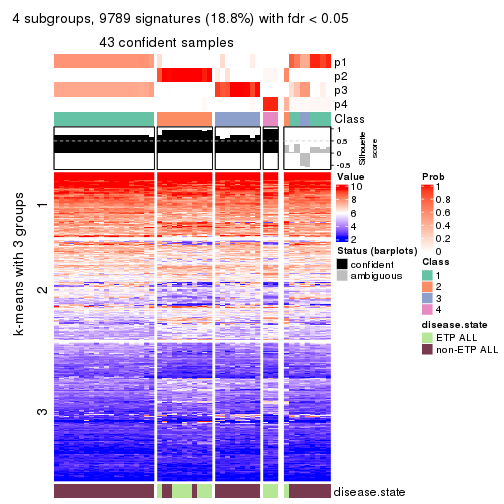 4 subgroups, 9789 signatures (18.8%) with fdr < 0.05
43 confident samples
p1
p2
p3
p4
Class
1
0.5
0
-0.5
Silhouette
score
k-means with 3 groups
1
2
3
disease.state
Value
10
8
6
4
2
Status (barplots)
confident
ambiguous
Prob
1
0.8
0.6
0.4
0.2
0
Class
1
2
3
4
disease.state
ETP ALL
non-ETP ALL